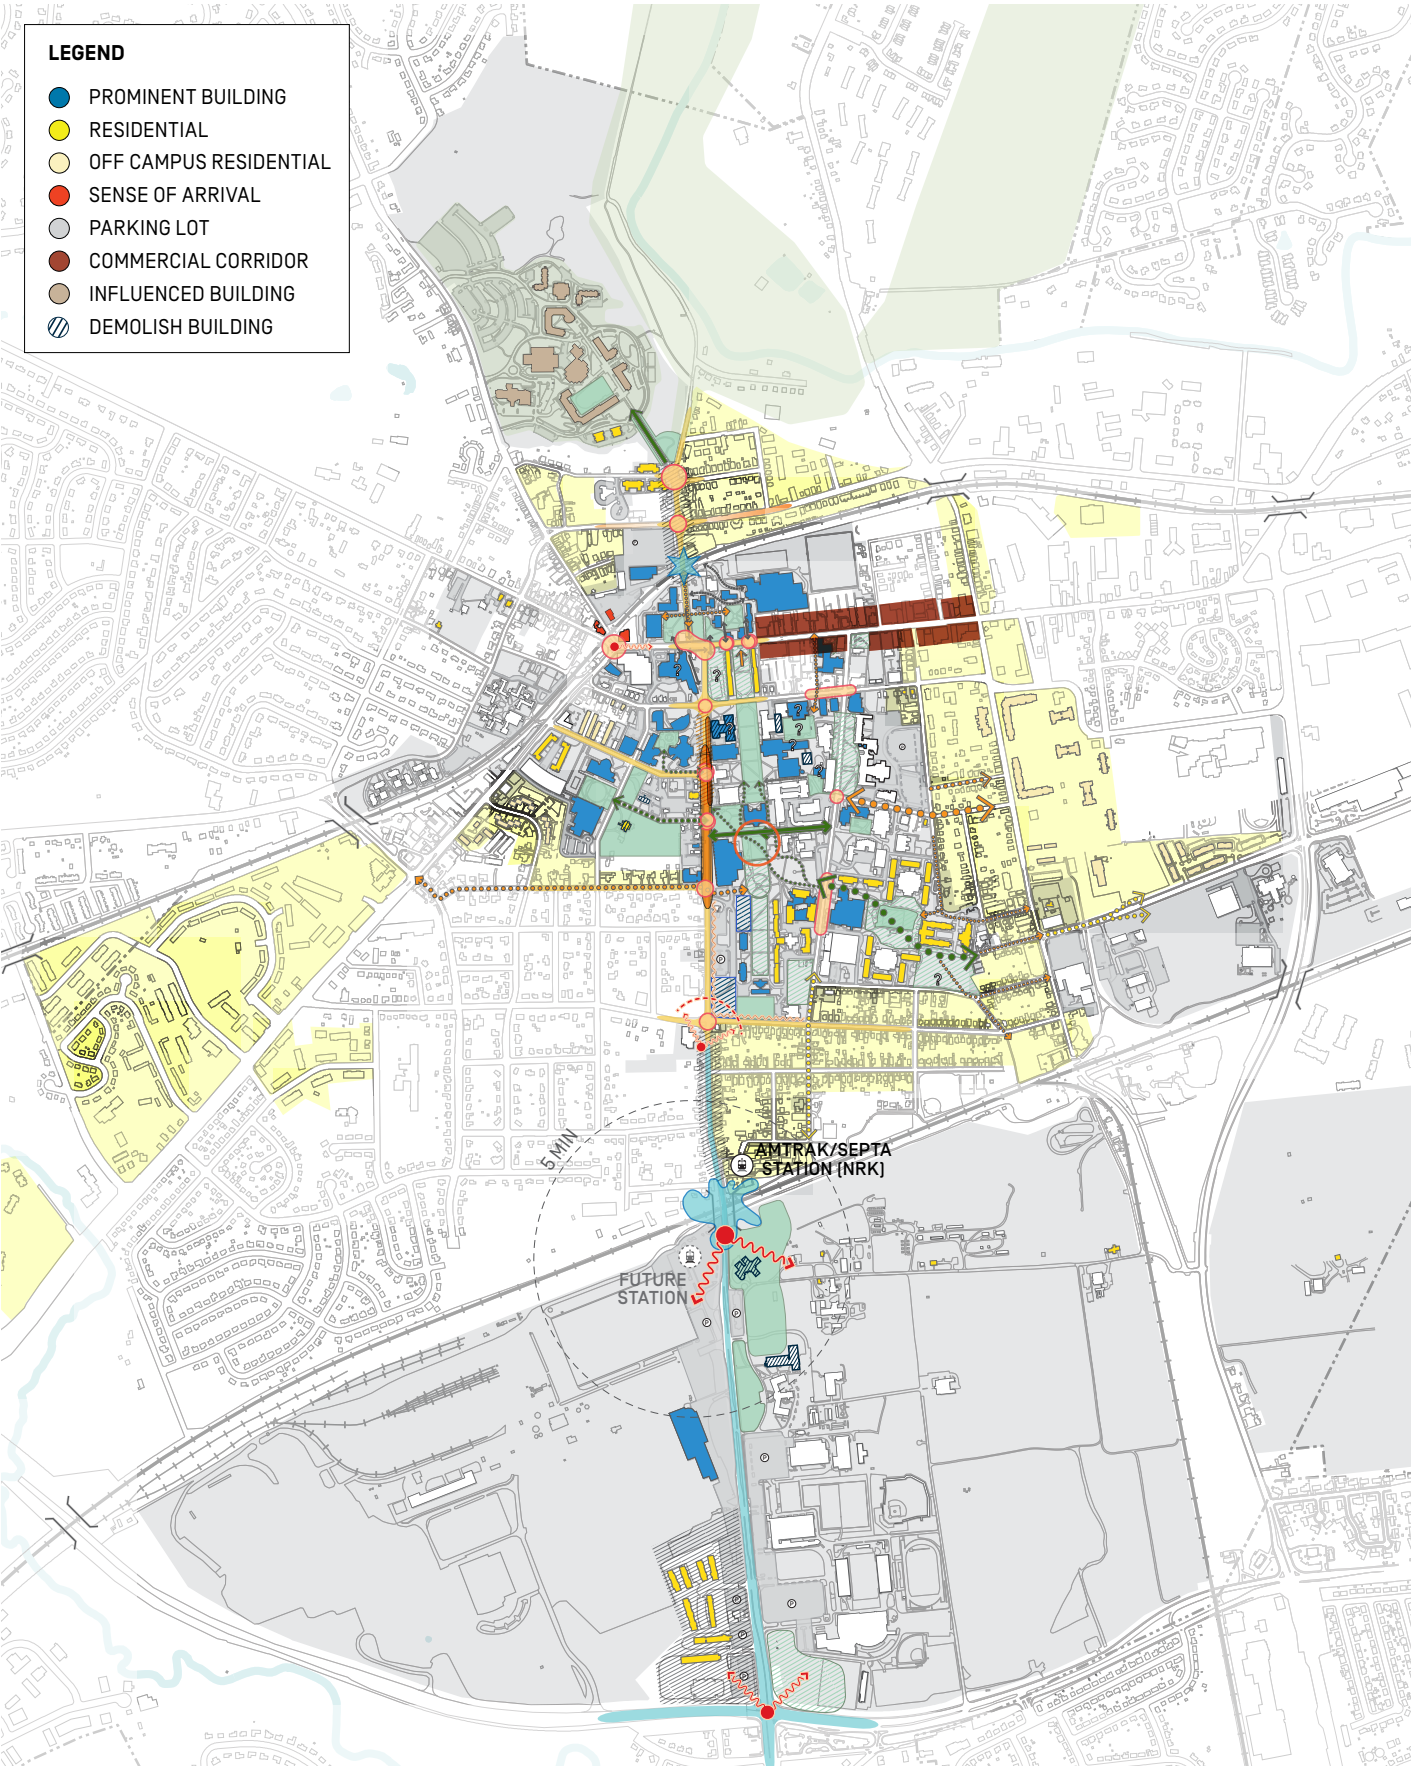 LEGEND
PROMINENT BUILDING
RESIDENTIAL
OFF CAMPUS RESIDENTIAL
SENSE OF ARRIVAL
PARKING LOT
COMMERCIAL CORRIDOR
INFLUENCED BUILDING
DEMOLISH BUILDING
P
?
?
?
?
?
?
?
P
?
5 MIN
AMTRAK/SEPTA
STATION (NRK)
FUTURE
STATION
P
P
P
P
P
P
P